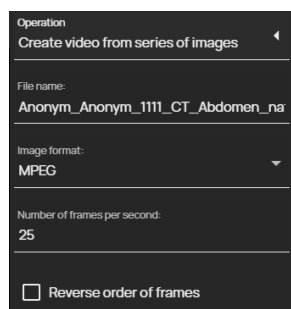 Operation
Create video from series of images
File name:
Anonym_Anonym_1111_CT_Abdomen_na
Image format:
MPEG
Number of frames per second:
25
Reverse order of frames